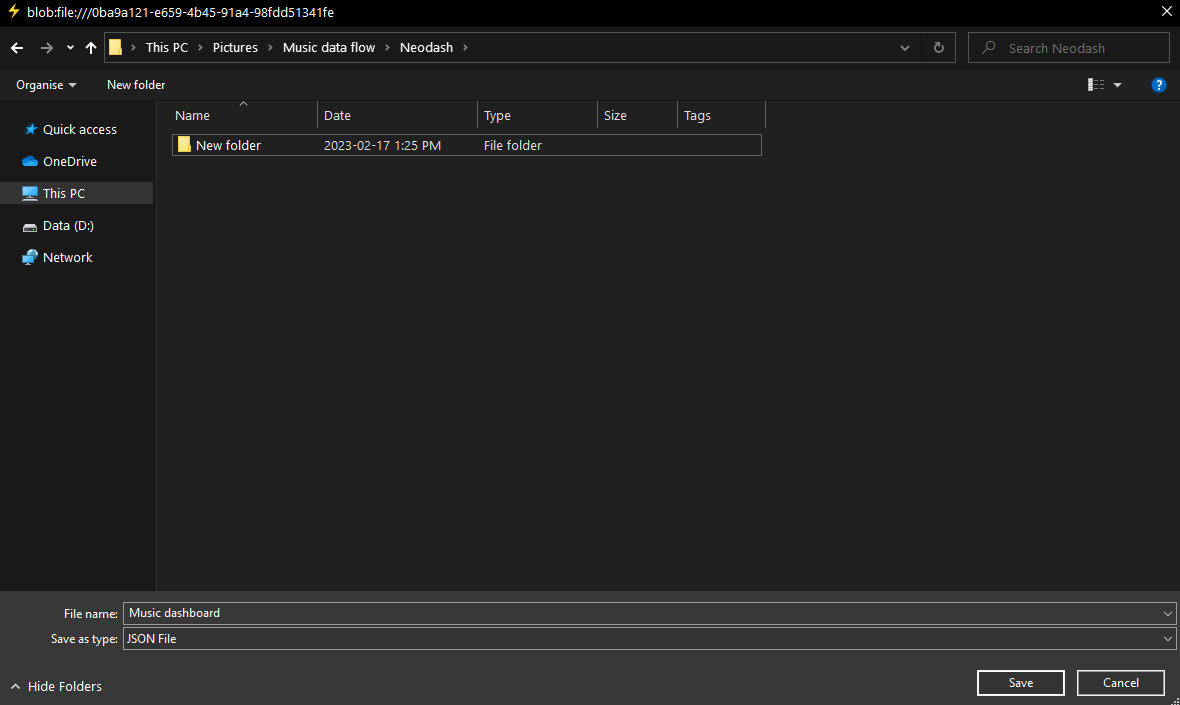 blob:file:///0ba9a121-e659-4b45-91a4-98fdd51341fe
This PC > Pictures > Music data flow > Neodash >
Search Neodash
Organise
New folder
Name
Date
Type
Size
Tags
New folder
2023-02-17 1:25 PM
File folder
Quick access
OneDrive
This PC
Data (D:)
Network
File name: Music dashboard
Save as type: JSON File
Hide Folders
Save
Cancel